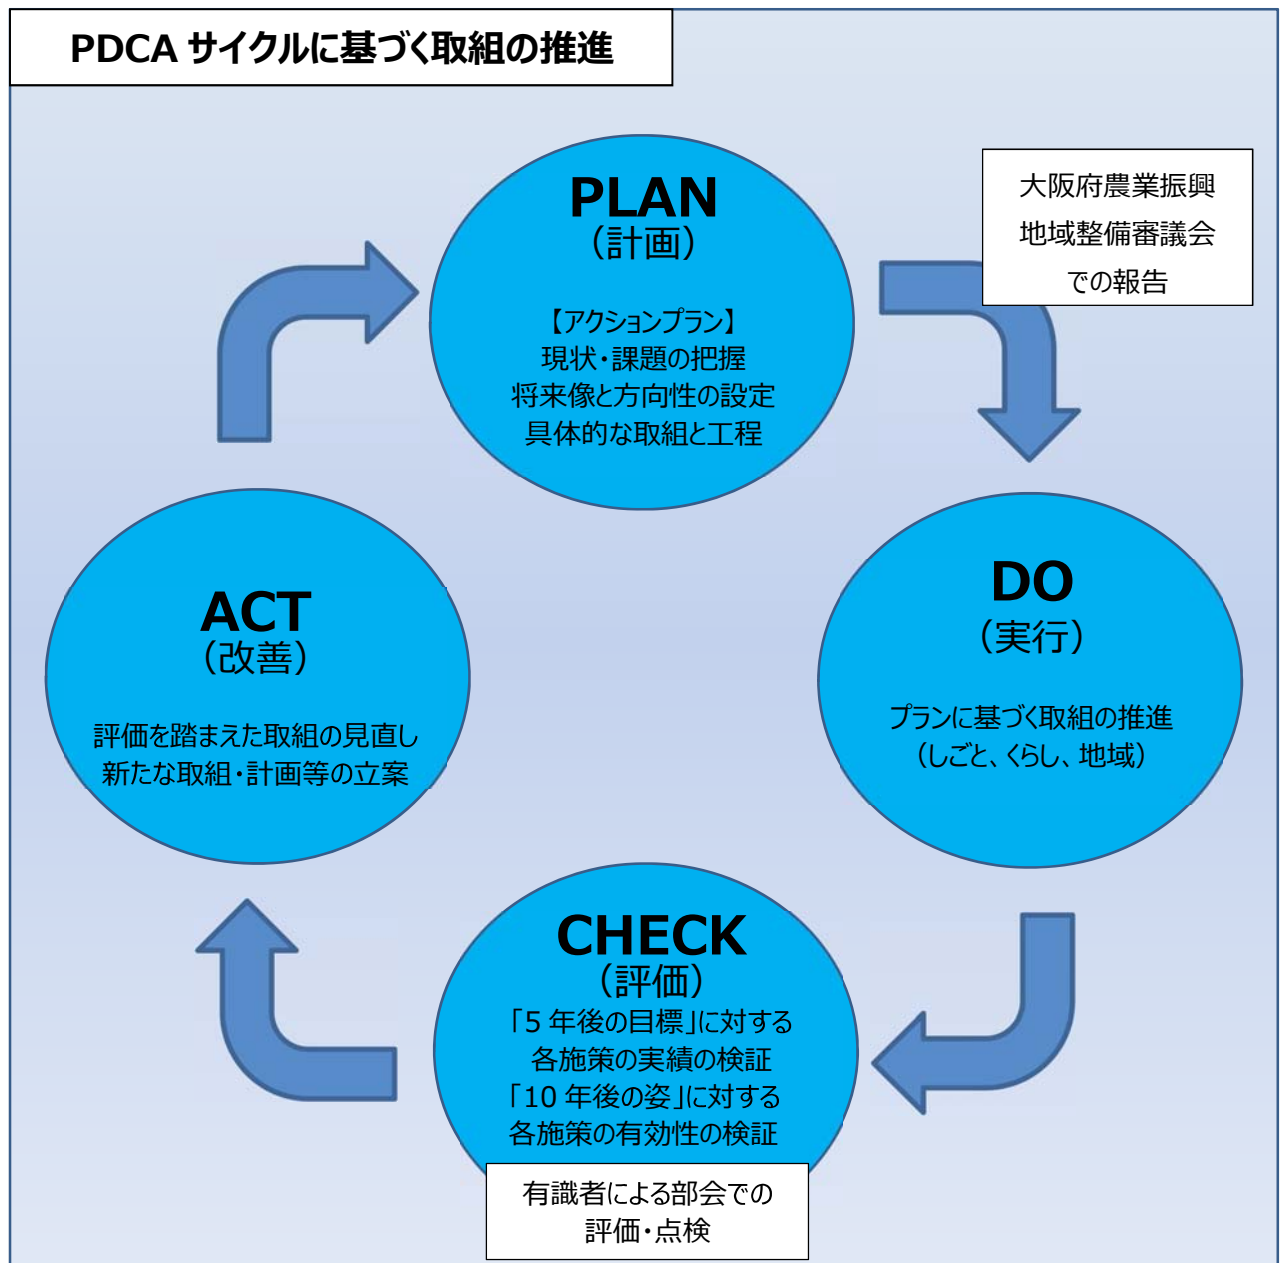 PDCA サイクルに基づく取組の推進
PLAN
（計画）
【アクションプラン】
現状・課題の把握
将来像と方向性の設定
具体的な取組と工程
大阪府農業振興
地域整備審議会
での報告
DO
（実行）
プランに基づく取組の推進
（しごと、くらし、地域）
CHECK
（評価）
「5 年後の目標」に対する
各施策の実績の検証
「10 年後の姿」に対する
各施策の有効性の検証
有識者による部会での
評価・点検
ACT
（改善）
評価を踏まえた取組の見直し
新たな取組・計画等の立案